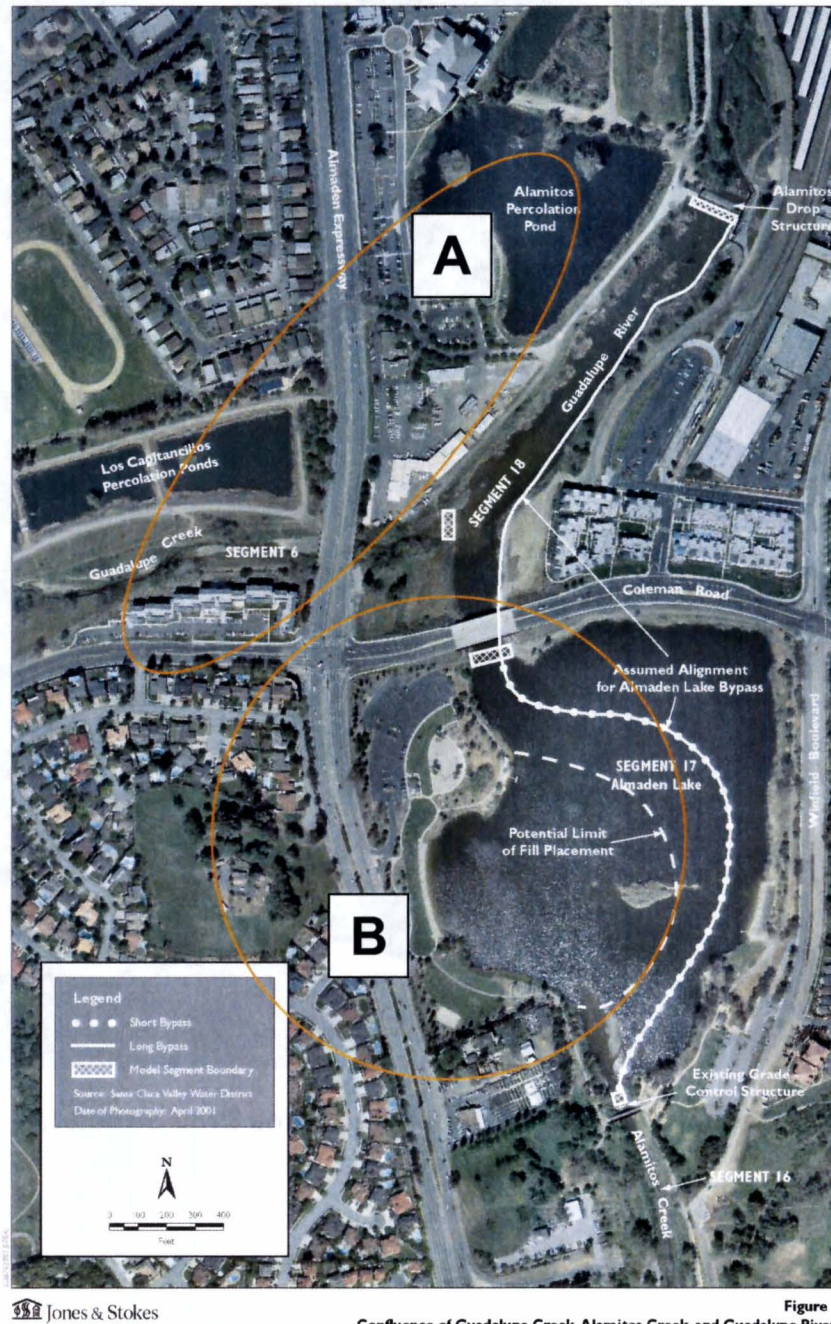 Almaden Expressway
Alamitos
Percolation
Pond
Alamitos
Drop
Structure
A
Guadalupe River
Los Capitancillos
Percolation Ponds
SEGMENT 18
Guadalupe Creek
SEGMENT 6
Coleman Road
Assumed Alignment
for Almaden Lake Bypass
SEGMENT 17
Almaden Lake
Winfield Boulevard
Potential Limit
of Fill Placement
B
Legend
Short Bypass
Long Bypass
Model Segment Boundary
Source: Santa Clara Valley Water District
Date of Photography: April 2001
N
0 100 200 300 400
Feet
Existing Grade
Control Structure
Alamitos Creek
SEGMENT 16
Jones & Stokes
Figure
Confluence of Guadalupe Creek, Alamitos Creek, and Guadalupe River